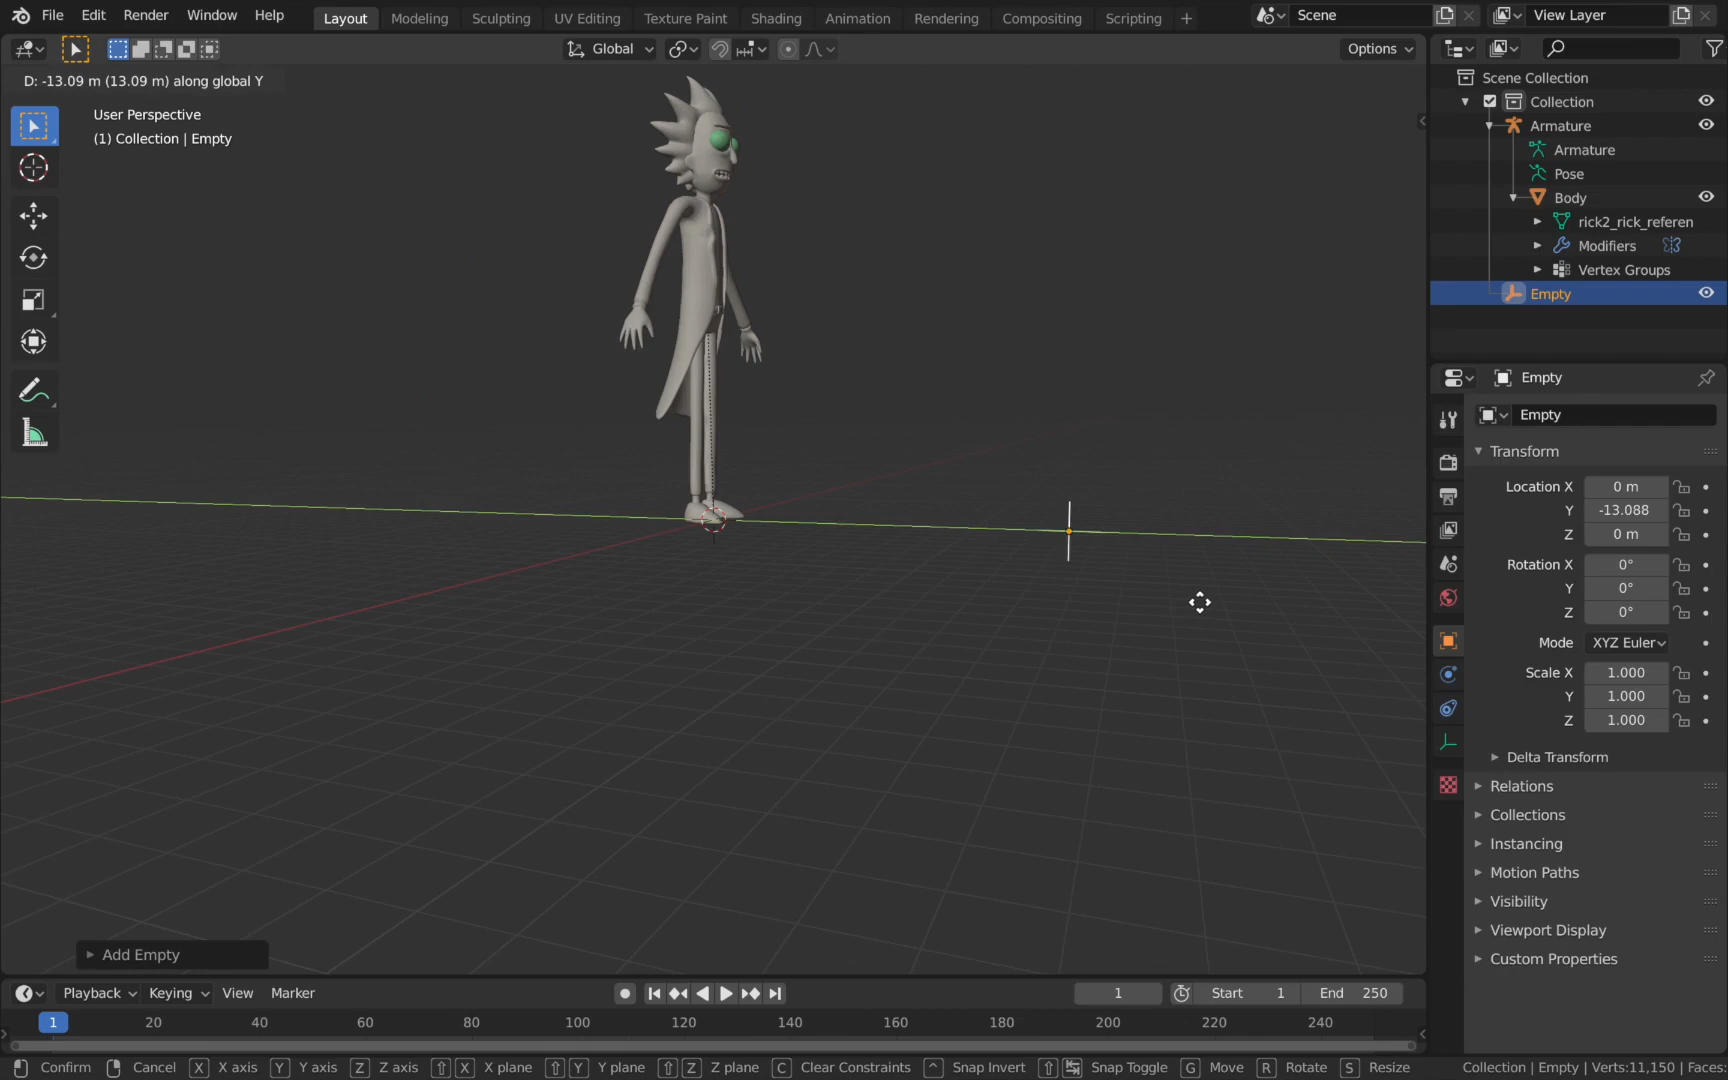 File Edit Render Window Help Layout Modeling Sculpting UV Editing Texture Paint Shading Animation Rendering Compositing Scripting + Scene View Layer
Global Options
D: -13.09 m (13.09 m) along global Y
User Perspective
(1) Collection | Empty
Scene Collection
Collection
Armature
Armature
Pose
Body
rick2_rick_referen
Modifiers
Vertex Groups
Empty
Empty
Empty
Transform
Location X 0 m
Y -13.088
Z 0 m
Rotation X 0°
Y 0°
Z 0°
Mode XYZ Euler
Scale X 1.000
Y 1.000
Z 1.000
Delta Transform
Relations
Collections
Instancing
Motion Paths
Visibility
Viewport Display
Custom Properties
Add Empty
Playback Keying View Marker 1 Start 1 End 250
1 20 40 60 80 100 120 140 160 180 200 220 240
Confirm Cancel X X axis Y Y axis Z Z axis X X plane Y Y plane Z Z plane C Clear Constraints ^ Snap Invert Snap Toggle G Move R Rotate S Resize Collection | Empty | Verts:11,150 | Faces: